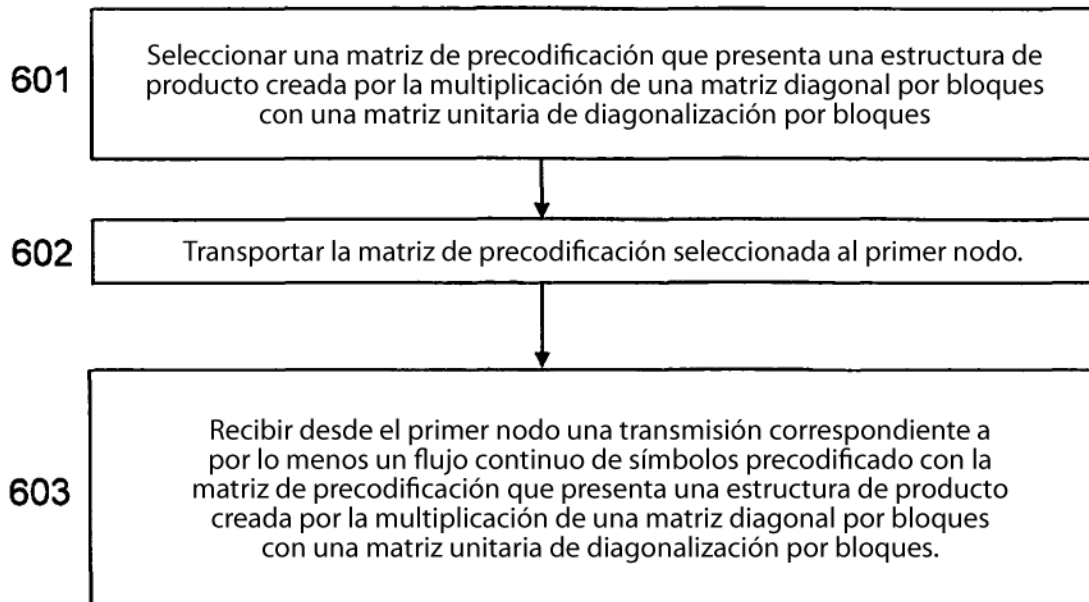 601
Seleccionar una matriz de precodificación que presenta una estructura de
producto creada por la multiplicación de una matriz diagonal por bloques
con una matriz unitaria de diagonalización por bloques
602
Transportar la matriz de precodificación seleccionada al primer nodo.
603
Recibir desde el primer nodo una transmisión correspondiente a
por lo menos un flujo continuo de símbolos precodificado con la
matriz de precodificación que presenta una estructura de producto
creada por la multiplicación de una matriz diagonal por bloques
con una matriz unitaria de diagonalización por bloques.